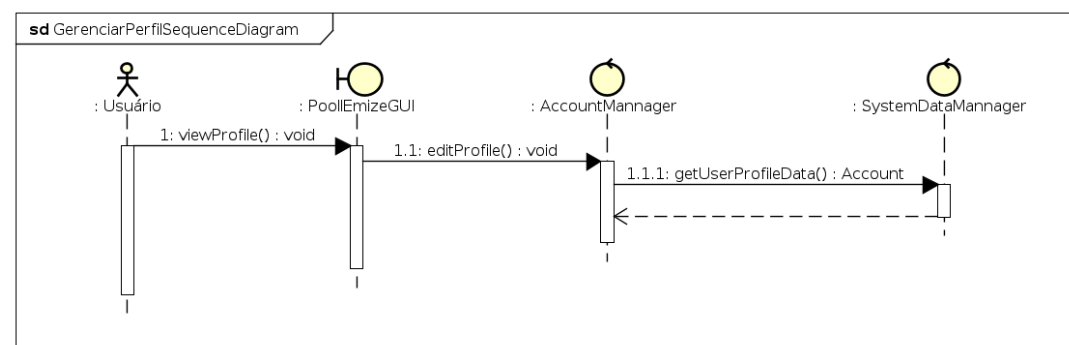 sd GerenciarPerfilSequenceDiagram
: Usuário
: PoollEmizeGUI
: AccountMannager
: SystemDataMannager
1: viewProfile() : void
1.1: editProfile() : void
1.1.1: getUserProfileData() : Account